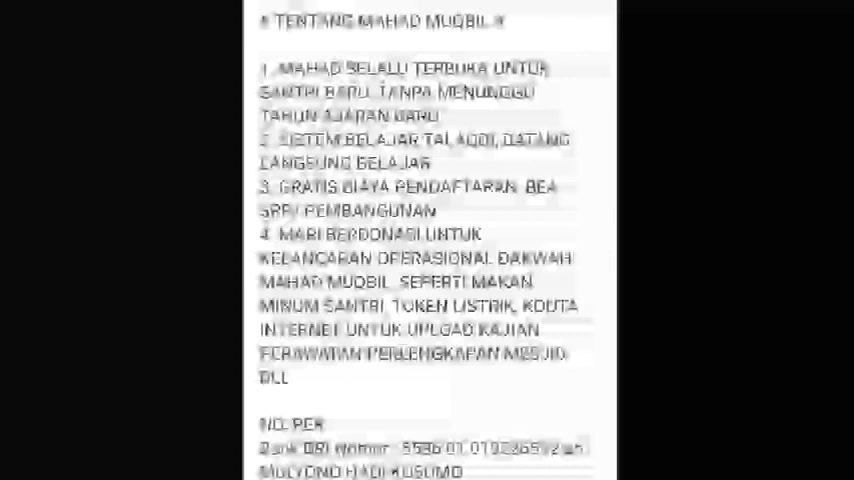 # TENTANG MAHAD MUQBIL #
1. MAHAD SELALU TERBUKA UNTUK
SANTRI BARU, TANPA MENUNGGU
TAHUN AJARAN BARU
2. SISTEM BELAJAR TALAQQI, DATANG
LANGSUNG BELAJAR
3. GRATIS BIAYA PENDAFTARAN, BEA
SPP/ PEMBANGUNAN
4. MARI BERDONASI UNTUK
KELANCARAN OPERASIONAL DAKWAH
MAHAD MUQBIL, SEPERTI MAKAN
MINUM SANTRI, TOKEN LISTRIK, KOUTA
INTERNET UNTUK UPLOAD KAJIAN
PERAWATAN PERLENGKAPAN MESJID
DLL
NO. REK
Bank BRI Nomor : an.
MULYONO HADI KUSUMO